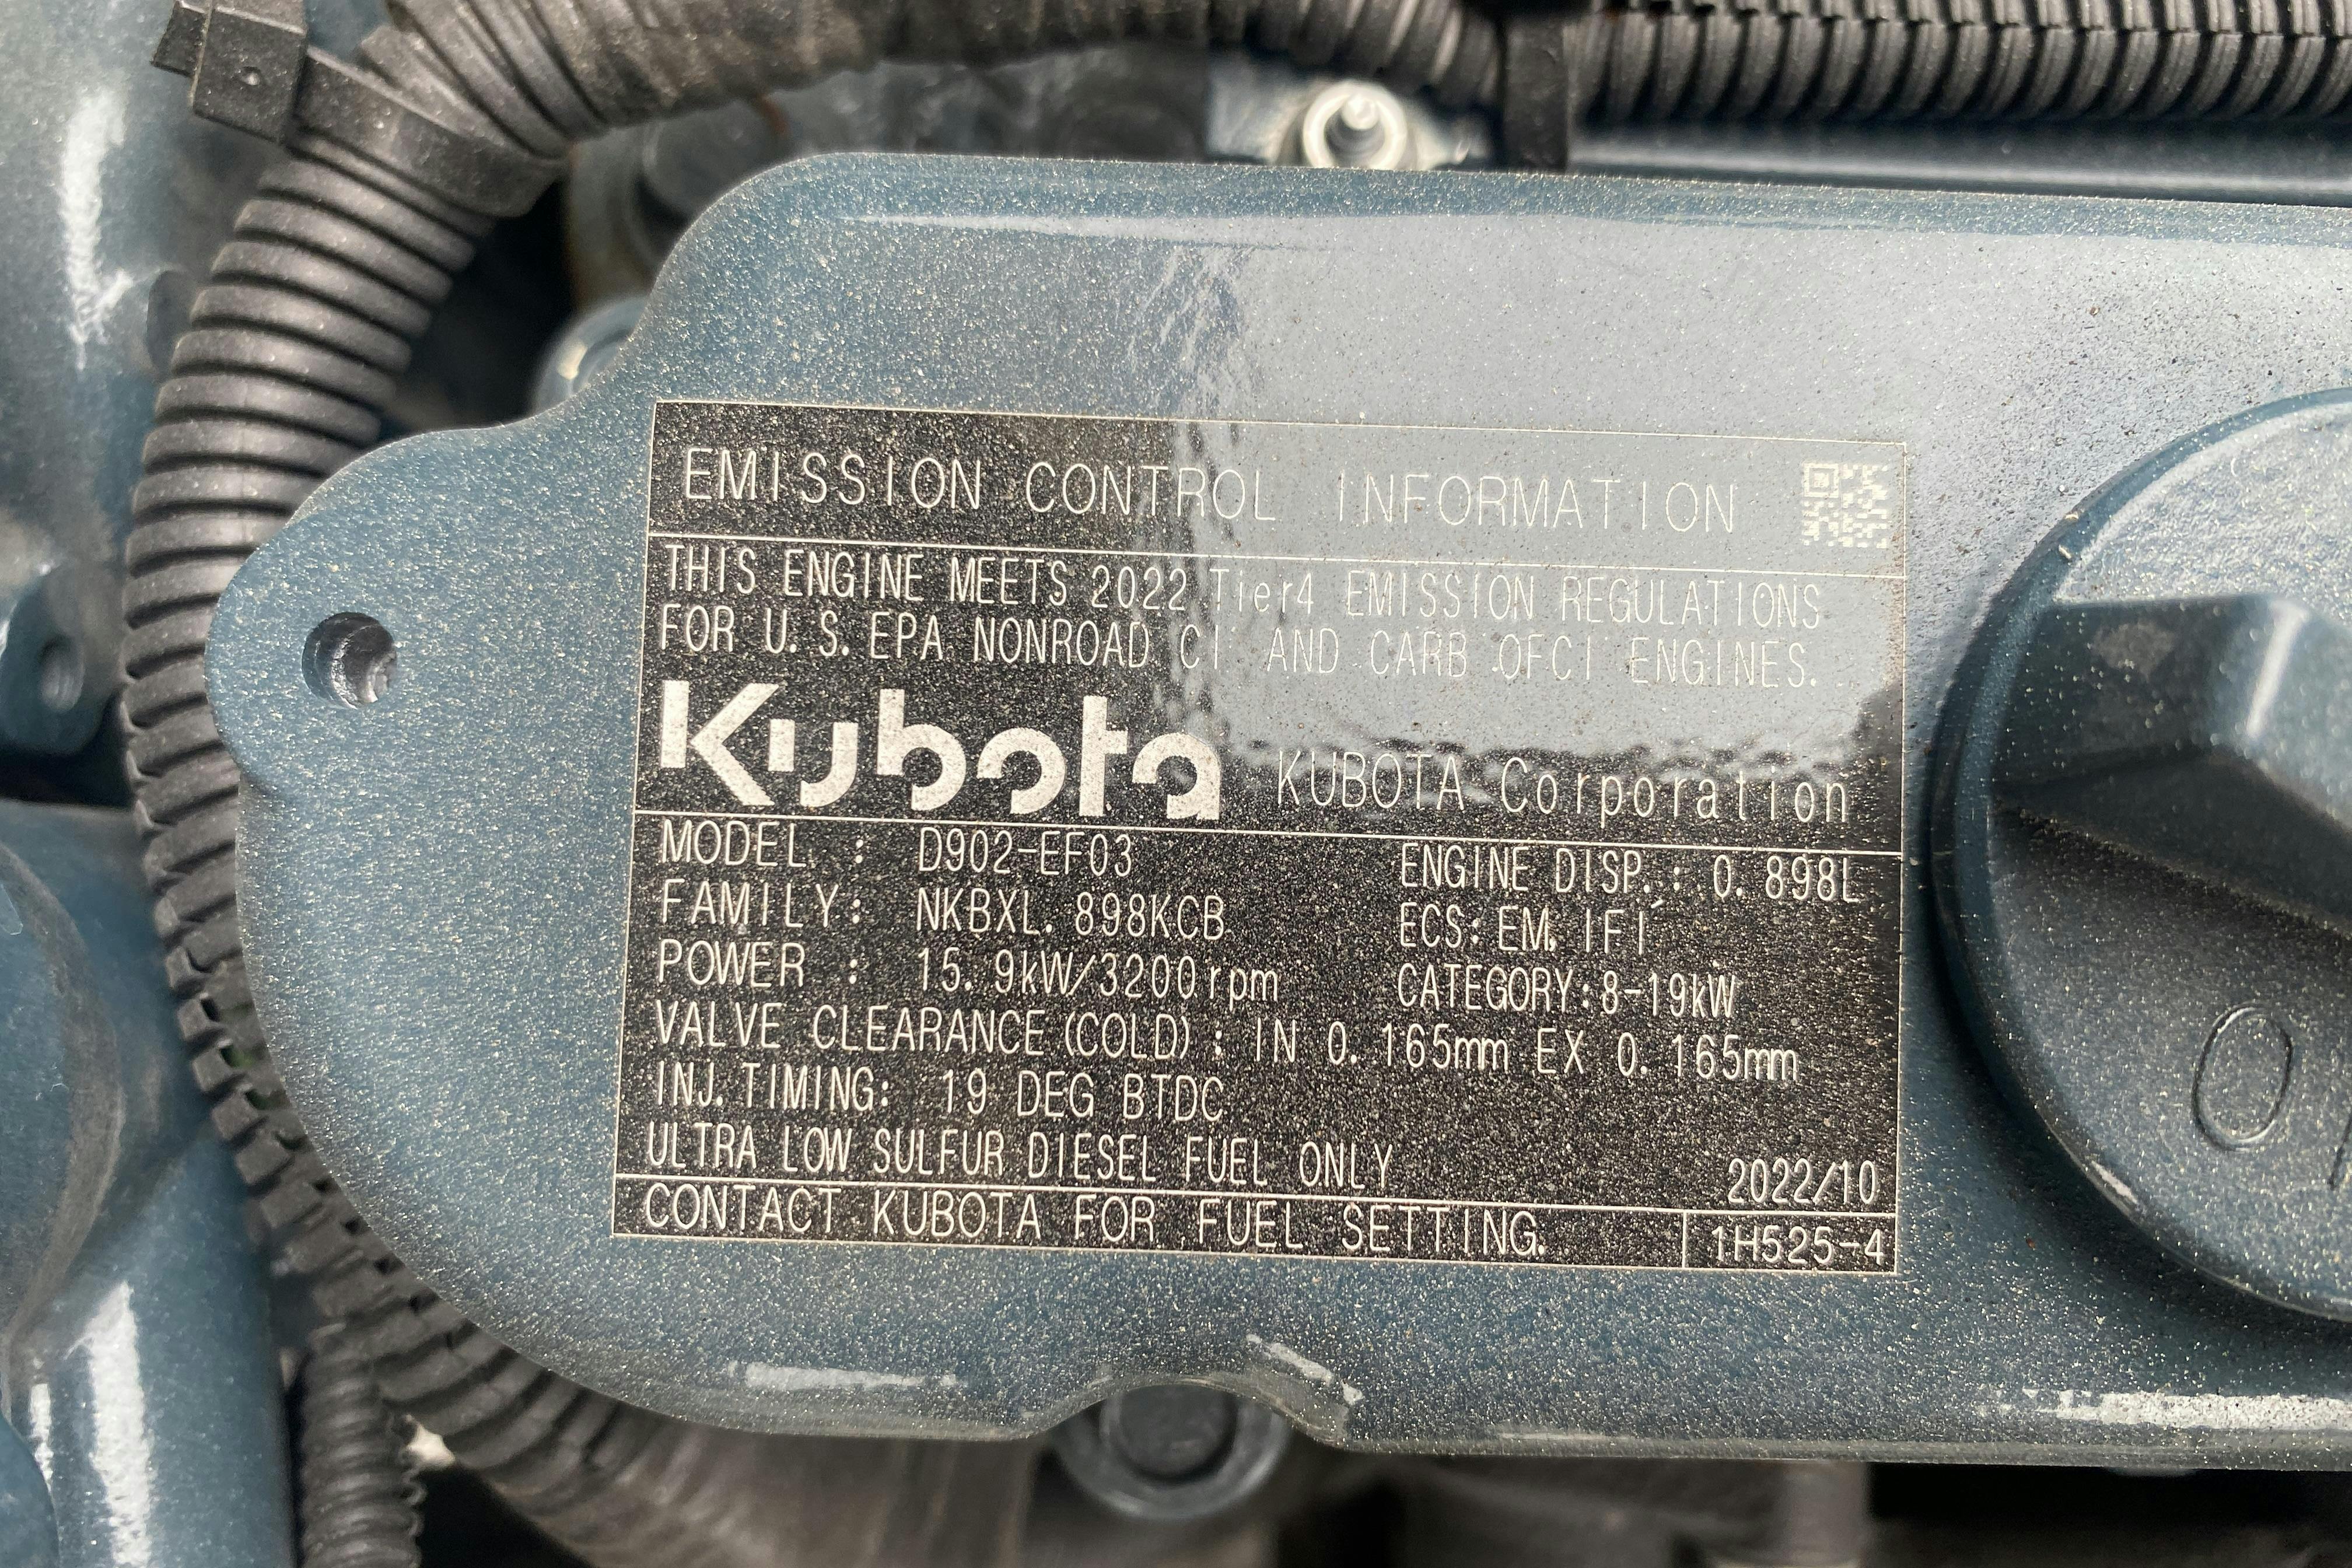 EMISSION CONTROL INFORMATION
THIS ENGINE MEETS 2022 Tier4 EMISSION REGULATIONS
FOR U.S.EPA NONROAD CI AND CARB OFCI ENGINES.
Kubota KUBOTA Corporation
MODEL : D902-EF03 ENGINE DISP.: 0.898L
FAMILY: NKBXL.898KCB ECS: EM, IFI
POWER : 15.9kW/3200rpm CATEGORY:8-19kW
VALVE CLEARANCE(COLD): IN 0.165mm EX 0.165mm
INJ.TIMING: 19 DEG BTDC
ULTRA LOW SULFUR DIESEL FUEL ONLY 2022/10
CONTACT KUBOTA FOR FUEL SETTING. 1H525-4